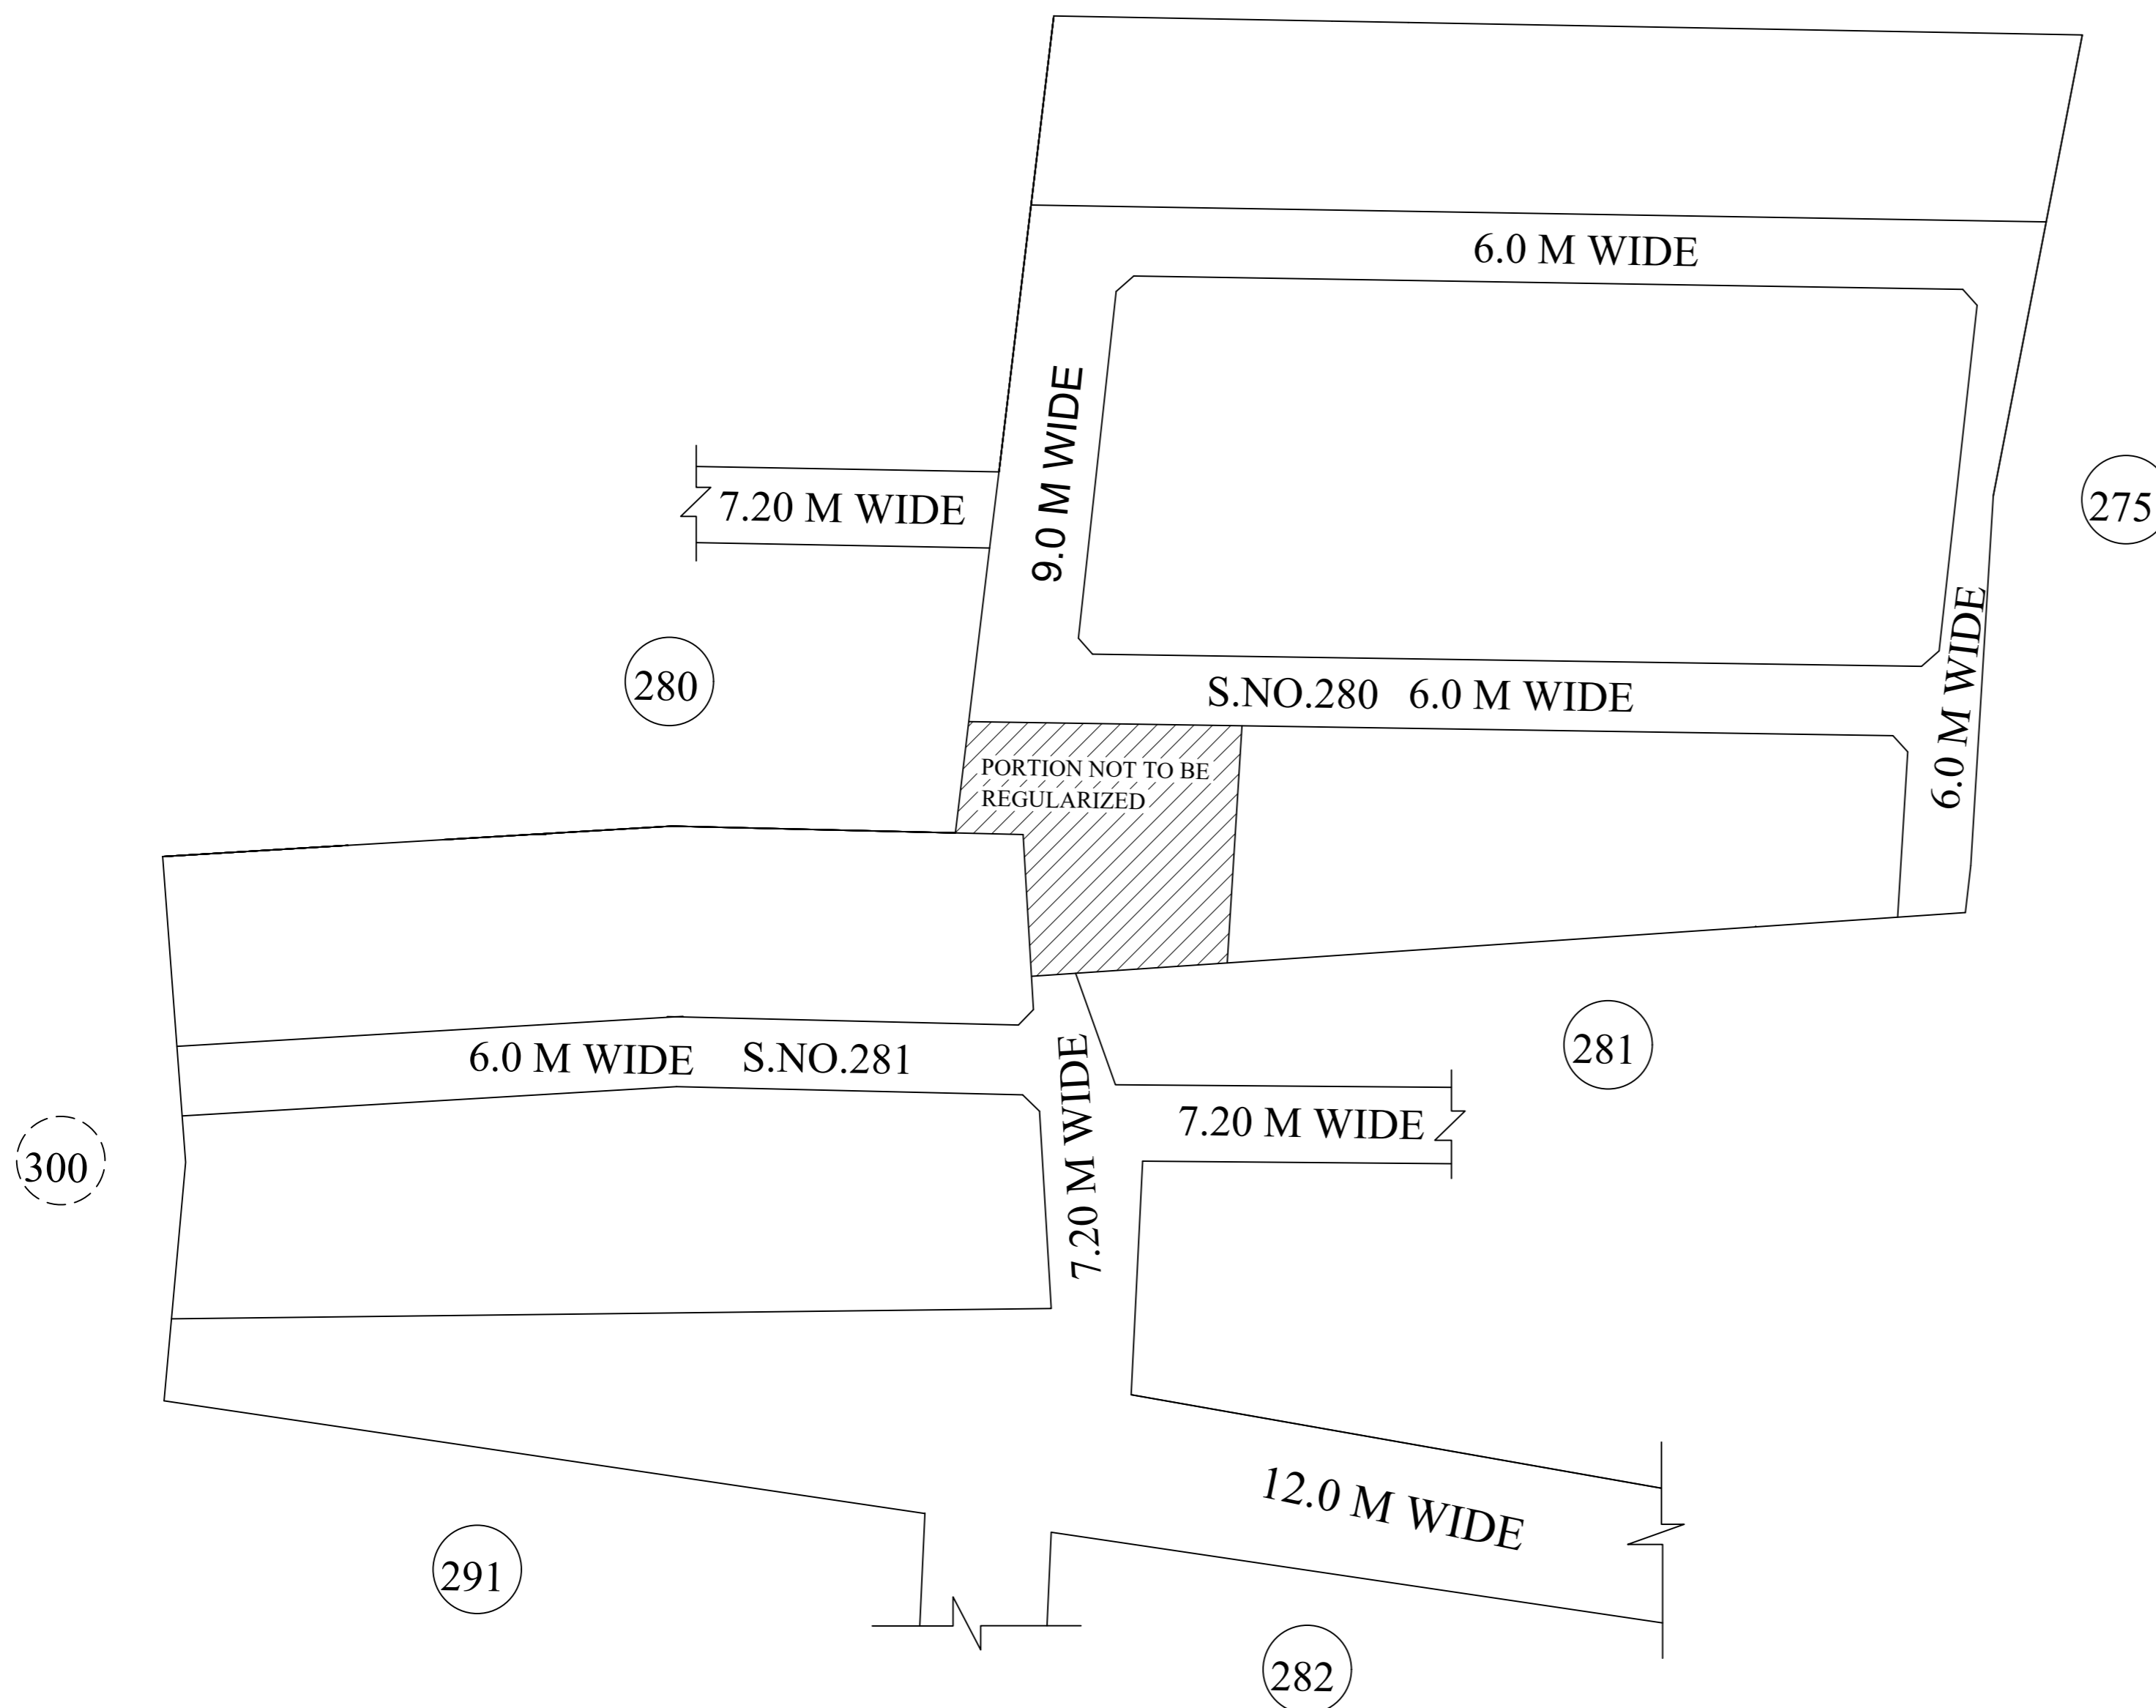 6.0 M WIDE
9.0 M WIDE
7.20 M WIDE
275
6.0 M WIDE
280
S.NO.280 6.0 M WIDE
PORTION NOT TO BE
REGULARIZED
6.0 M WIDE S.NO.281
281
7.20 M WIDE
7.20 M WIDE
300
12.0 M WIDE
291
282